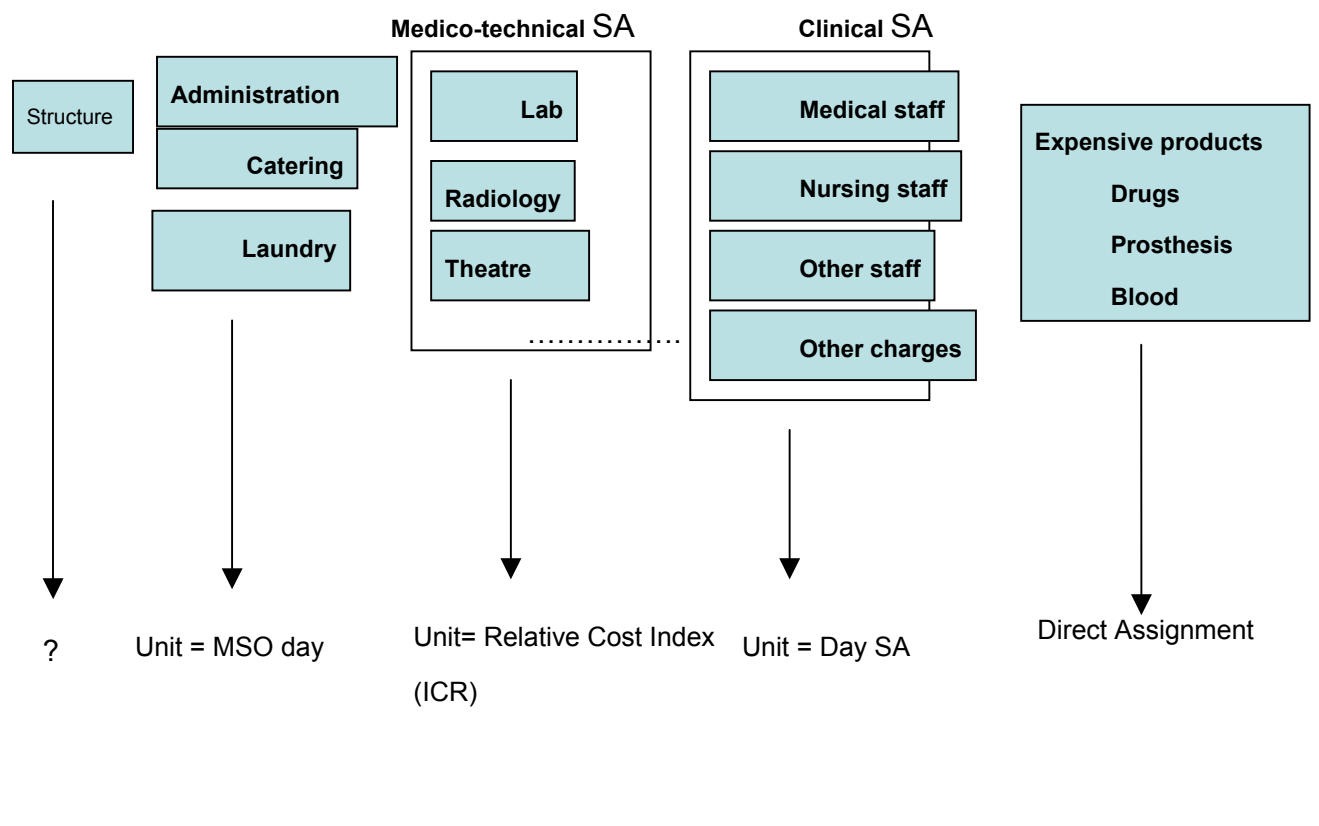 Medico-technical SA
Clinical SA
Structure
Administration
Catering
Laundry
Lab
Radiology
Theatre
……………..
Medical staff
Nursing staff
Other staff
Other charges
Expensive products
Drugs
Prosthesis
Blood
?
Unit = MSO day
Unit= Relative Cost Index
(ICR)
Unit = Day SA
Direct Assignment